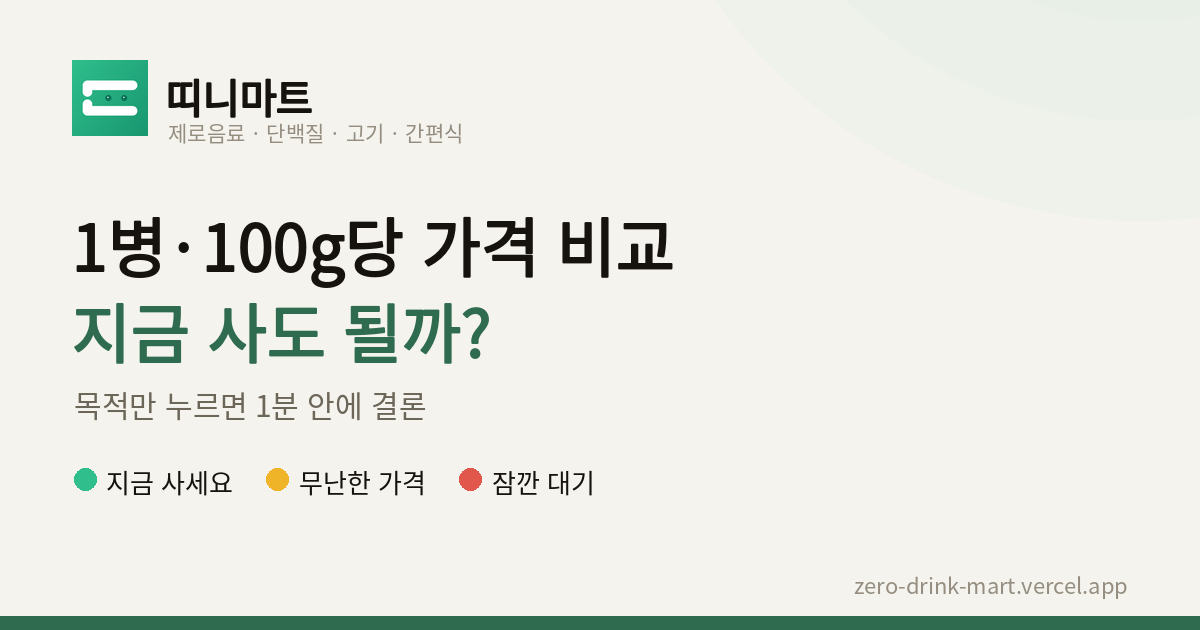 띠니마트
제로음료 · 단백질 · 고기 · 간편식
1병·100g당 가격 비교
지금 사도 될까?
목적만 누르면 1분 안에 결론
지금 사세요 무난한 가격 잠깐 대기
zero-drink-mart.vercel.app